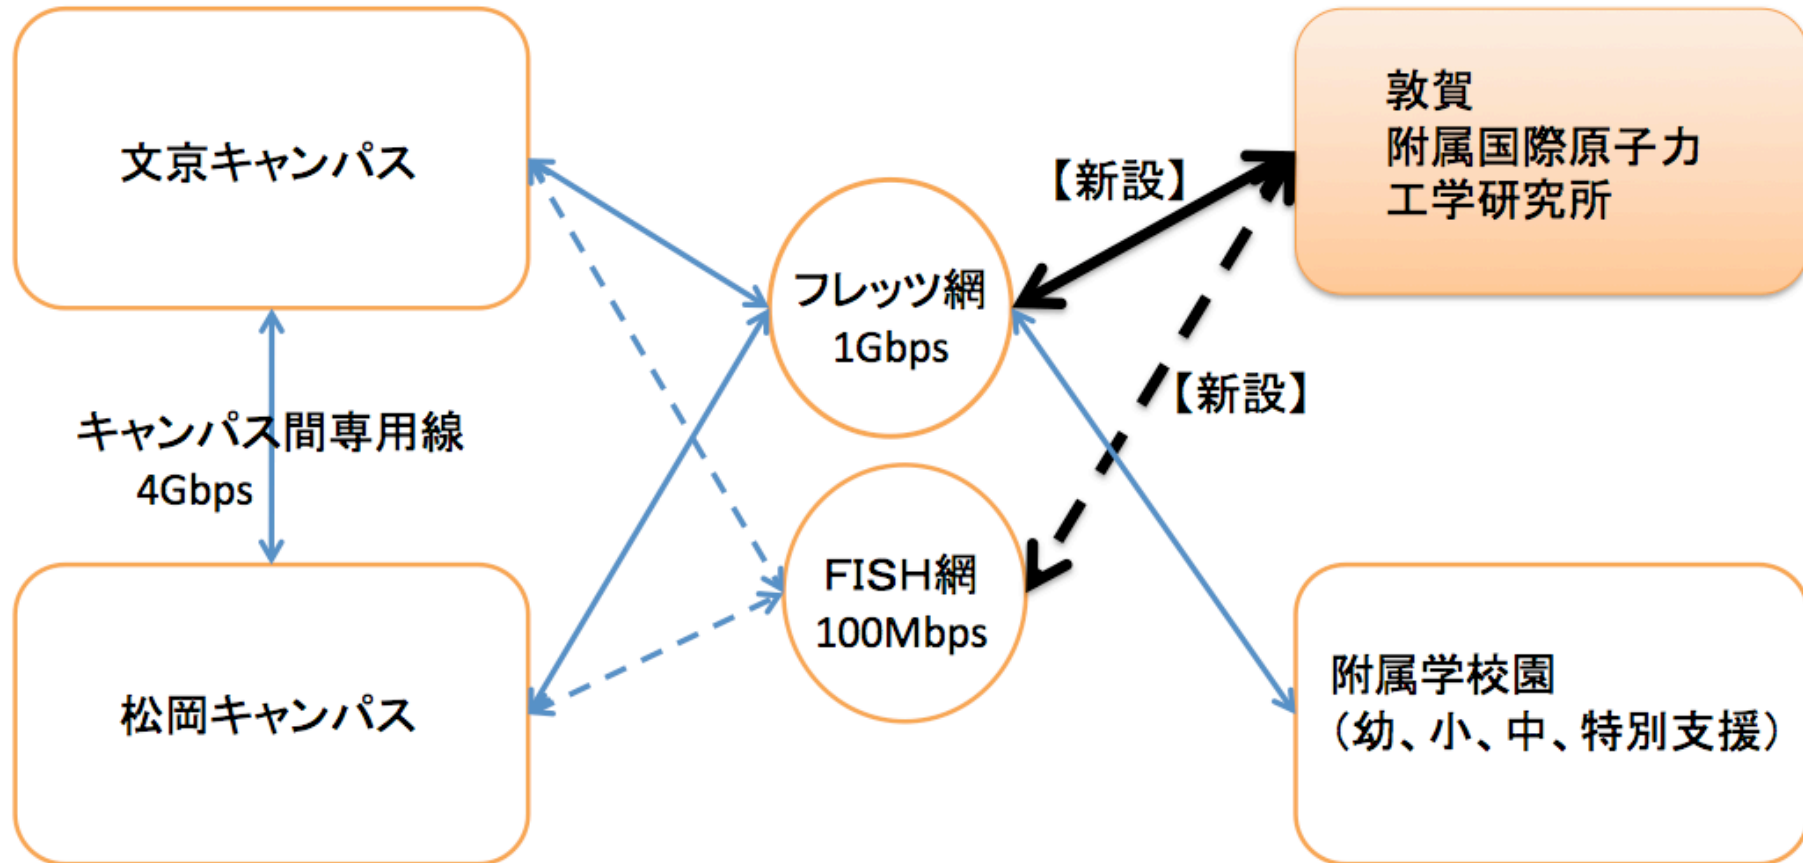 文京キャンパス
キャンパス間専用線
4Gbps
松岡キャンパス
フレッツ網
1Gbps
FISH網
100Mbps
【新設】
【新設】
敦賀
附属国際原子力
工学研究所
附属学校園
（幼、小、中、特別支援）